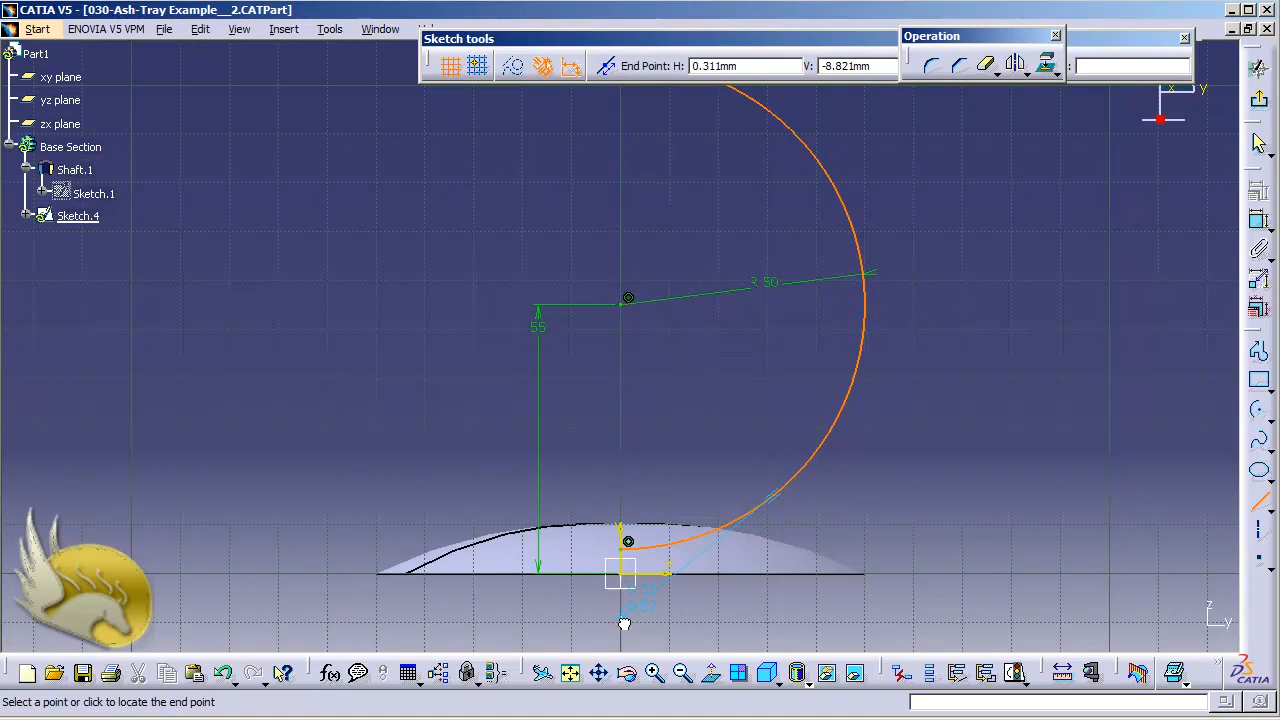 CATIA V5 - [030-Ash-Tray Example__2.CATPart]
Start ENOVIA V5 VPM File Edit View Insert Tools Window
Sketch tools
Operation
End Point: H: 0.311mm V: -8.821mm :
Part1
xy plane
yz plane
zx plane
Base Section
Shaft.1
Sketch.1
Sketch.4
x y
R 50
55
z
y
CATIA
Select a point or click to locate the end point